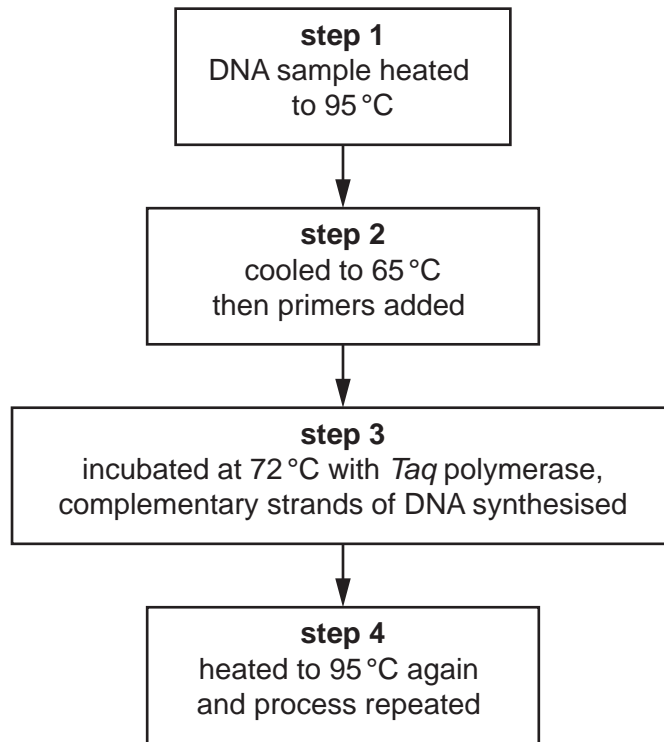 step 1
DNA sample heated
to 95 °C
step 2
cooled to 65 °C
then primers added
step 3
incubated at 72 °C with Taq polymerase,
complementary strands of DNA synthesised
step 4
heated to 95 °C again
and process repeated